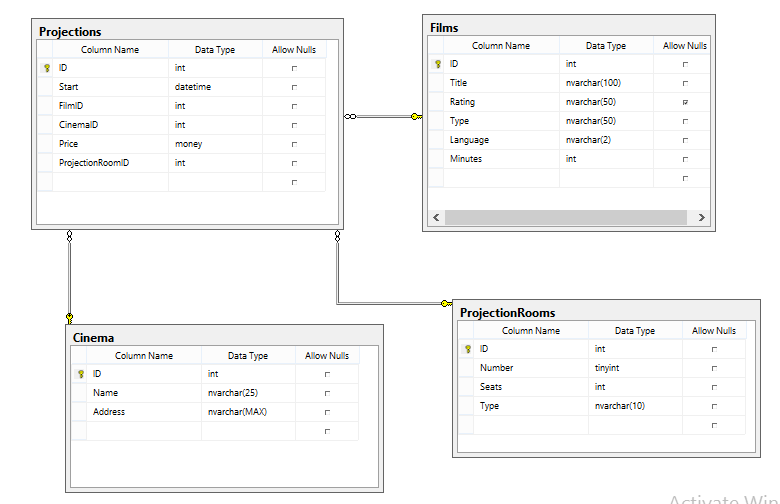 Projections
Column Name Data Type Allow Nulls
ID int
Start datetime
FilmID int
CinemaID int
Price money
ProjectionRoomID int
Films
Column Name Data Type Allow Nulls
ID int
Title nvarchar(100)
Rating nvarchar(50)
Type nvarchar(50)
Language nvarchar(2)
Minutes int
Cinema
Column Name Data Type Allow Nulls
ID int
Name nvarchar(25)
Address nvarchar(MAX)
ProjectionRooms
Column Name Data Type Allow Nulls
ID int
Number tinyint
Seats int
Type nvarchar(10)
Activate Win